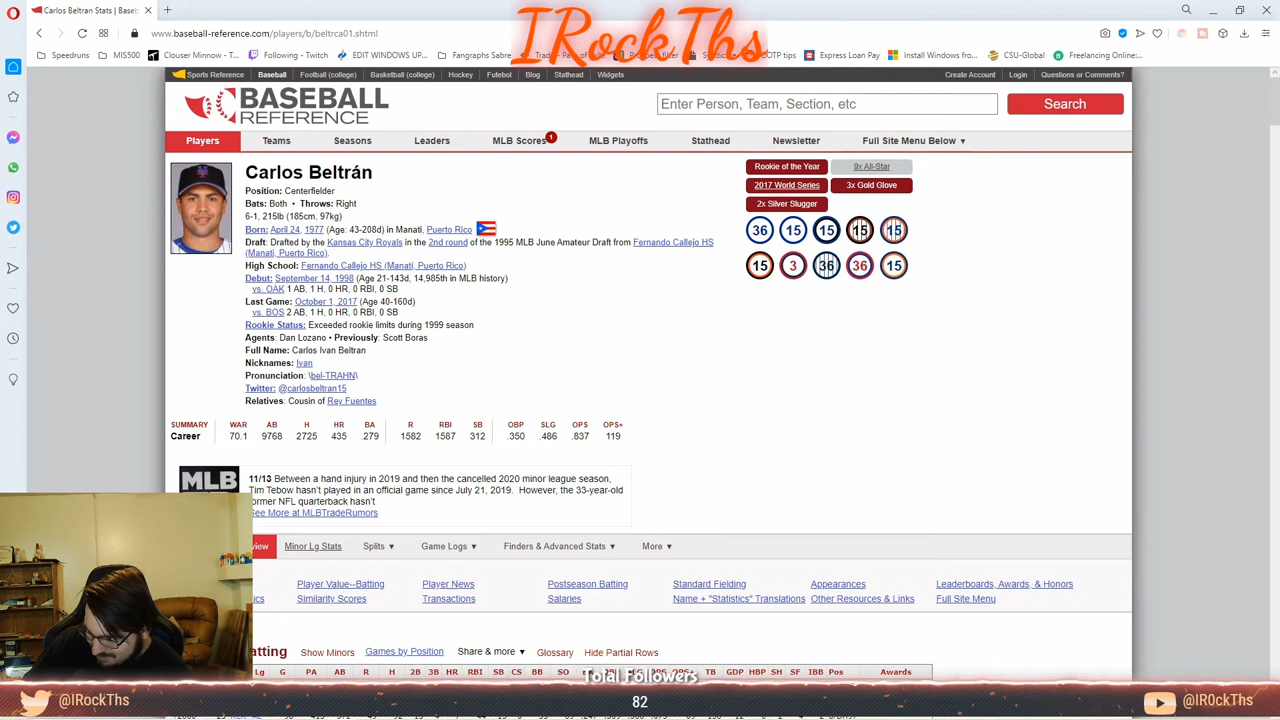 Carlos Beltran Stats | Baseb
www.baseball-reference.com/players/b/beltrca01.shtml
IRockThs
Speedruns MIS500 Clouser Minnow - T... Following - Twitch EDIT WINDOWS UP... Fangraphs Sabre OOTP tips Express Loan Pay Install Windows fro... CSU-Global Freelancing Online:...
Sports Reference Baseball Football (college) Basketball (college) Hockey Futebol Blog Stathead Widgets Create Account Login Questions or Comments?
BASEBALL
REFERENCE
Enter Person, Team, Section, etc Search
Players Teams Seasons Leaders MLB Scores 1 MLB Playoffs Stathead Newsletter Full Site Menu Below ▼
Carlos Beltrán
Position: Centerfielder
Bats: Both • Throws: Right
6-1, 215lb (185cm, 97kg)
Born: April 24, 1977 (Age: 43-208d) in Manati, Puerto Rico
Draft: Drafted by the Kansas City Royals in the 2nd round of the 1995 MLB June Amateur Draft from Fernando Callejo HS
(Manati, Puerto Rico).
High School: Fernando Callejo HS (Manati, Puerto Rico)
Debut: September 14, 1998 (Age 21-143d, 14,985th in MLB history)
vs. OAK 1 AB, 1 H, 0 HR, 0 RBI, 0 SB
Last Game: October 1, 2017 (Age 40-160d)
vs. BOS 2 AB, 1 H, 0 HR, 0 RBI, 0 SB
Rookie Status: Exceeded rookie limits during 1999 season
Agents: Dan Lozano • Previously: Scott Boras
Full Name: Carlos Ivan Beltran
Nicknames: Ivan
Pronunciation: \bel-TRAHN\
Twitter: @carlosbeltran15
Relatives: Cousin of Rey Fuentes
Rookie of the Year 9x All-Star
2017 World Series 3x Gold Glove
2x Silver Slugger
36 15 15 15 15
15 3 36 36 15
SUMMARY WAR AB H HR BA R RBI SB OBP SLG OPS OPS+
Career 70.1 9768 2725 435 .279 1582 1587 312 .350 .486 .837 119
MLB
11/13 Between a hand injury in 2019 and then the cancelled 2020 minor league season,
Tim Tebow hasn't played in an official game since July 21, 2019. However, the 33-year-old
former NFL quarterback hasn't
See More at MLBTradeRumors
view Minor Lg Stats Splits ▼ Game Logs ▼ Finders & Advanced Stats ▼ More ▼
Player Value--Batting Player News Postseason Batting Standard Fielding Appearances Leaderboards, Awards, & Honors
tics Similarity Scores Transactions Salaries Name + "Statistics" Translations Other Resources & Links Full Site Menu
atting Show Minors Games by Position Share & more ▼ Glossary Hide Partial Rows
Lg G PA AB R H 2B 3B HR RBI SB CS BB SO TB GDP HBP SH SF IBB Pos Awards
Total Followers
@IRockThs 82 @IR0ckThs